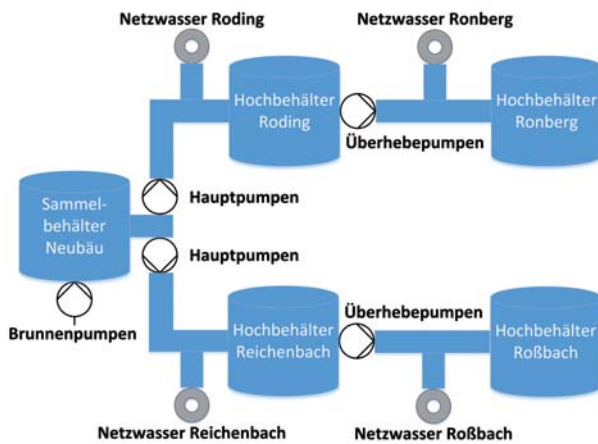 Netzwasser Roding
Netzwasser Ronberg
Hochbehälter
Roding
Hochbehälter
Ronberg
Überhebepumpen
Hauptpumpen
Sammel-
behälter
Neubäu
Hauptpumpen
Brunnenpumpen
Überhebepumpen
Hochbehälter
Reichenbach
Hochbehälter
Roßbach
Netzwasser Reichenbach
Netzwasser Roßbach